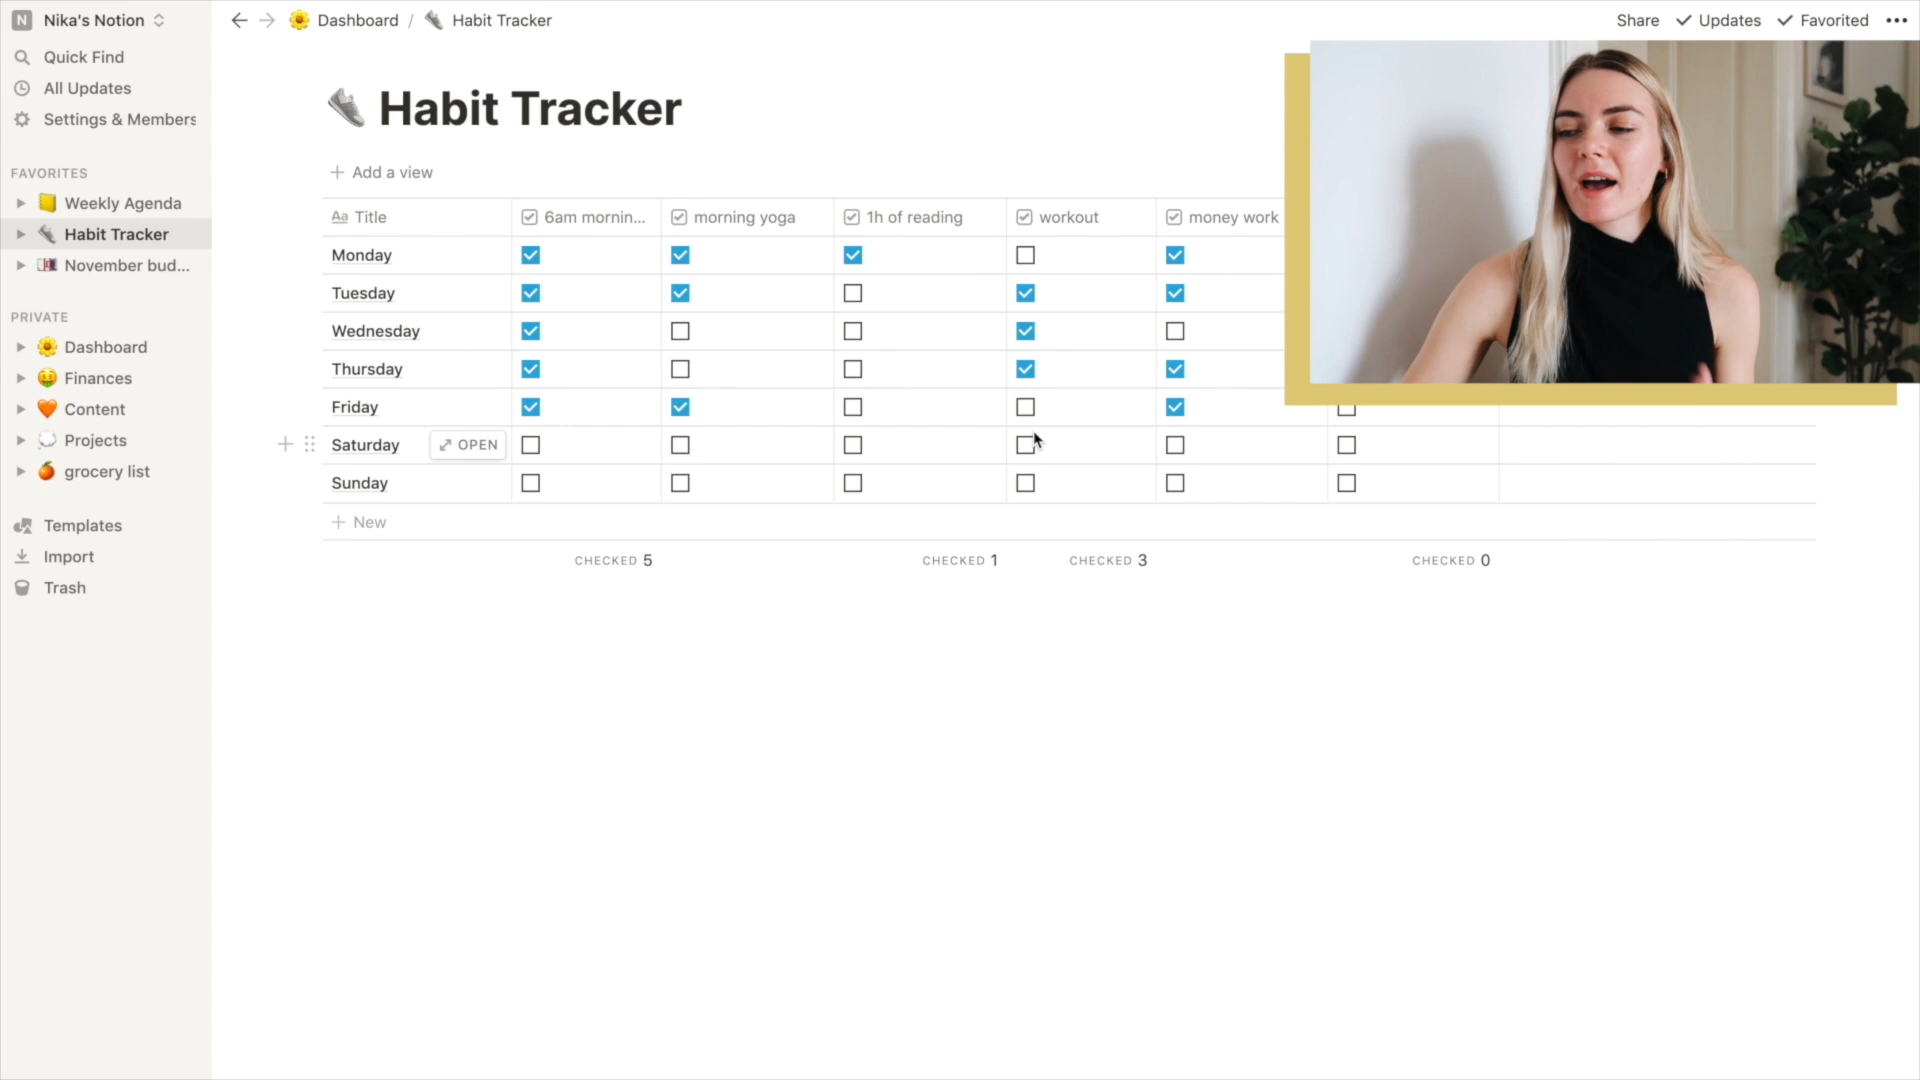 N Nika's Notion
Quick Find
All Updates
Settings & Members
FAVORITES
Weekly Agenda
Habit Tracker
November bud...
PRIVATE
Dashboard
Finances
Content
Projects
grocery list
Templates
Import
Trash
Dashboard / Habit Tracker
Share Updates Favorited
Habit Tracker
Add a view
Aa Title 6am mornin... morning yoga 1h of reading workout money work
Monday
Tuesday
Wednesday
Thursday
Friday
Saturday OPEN
Sunday
New
CHECKED 5 CHECKED 1 CHECKED 3 CHECKED 0